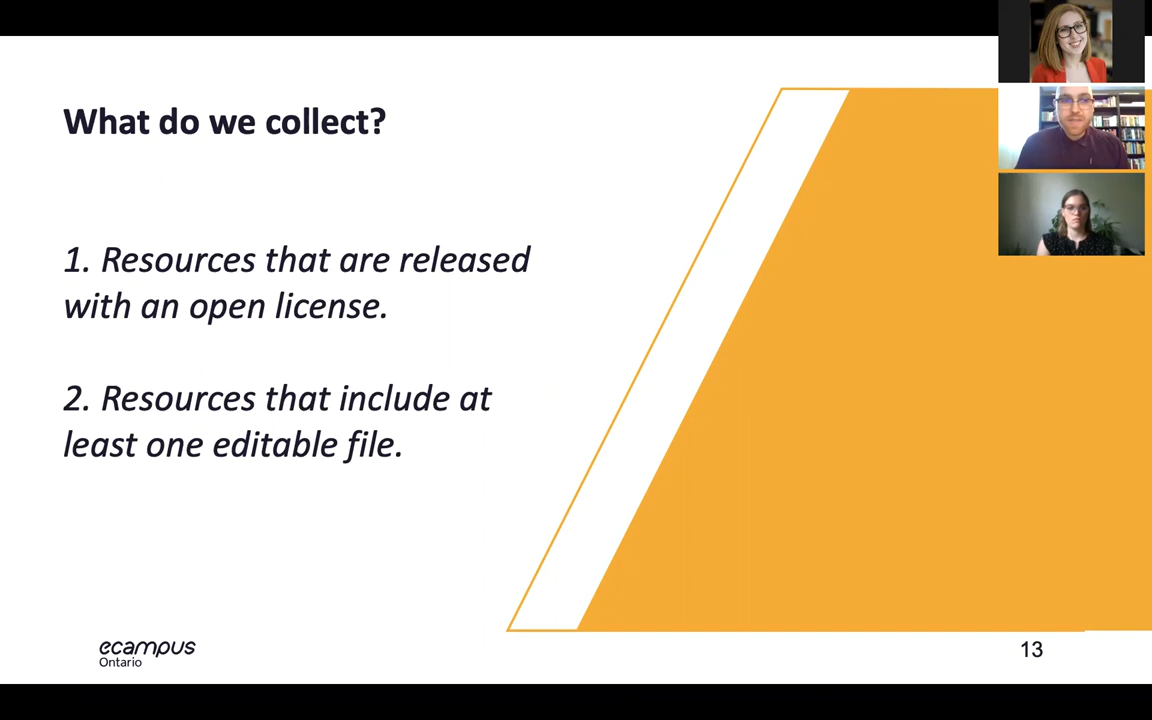 What do we collect?
1. Resources that are released
with an open license.
2. Resources that include at
least one editable file.
ecampus
Ontario
13